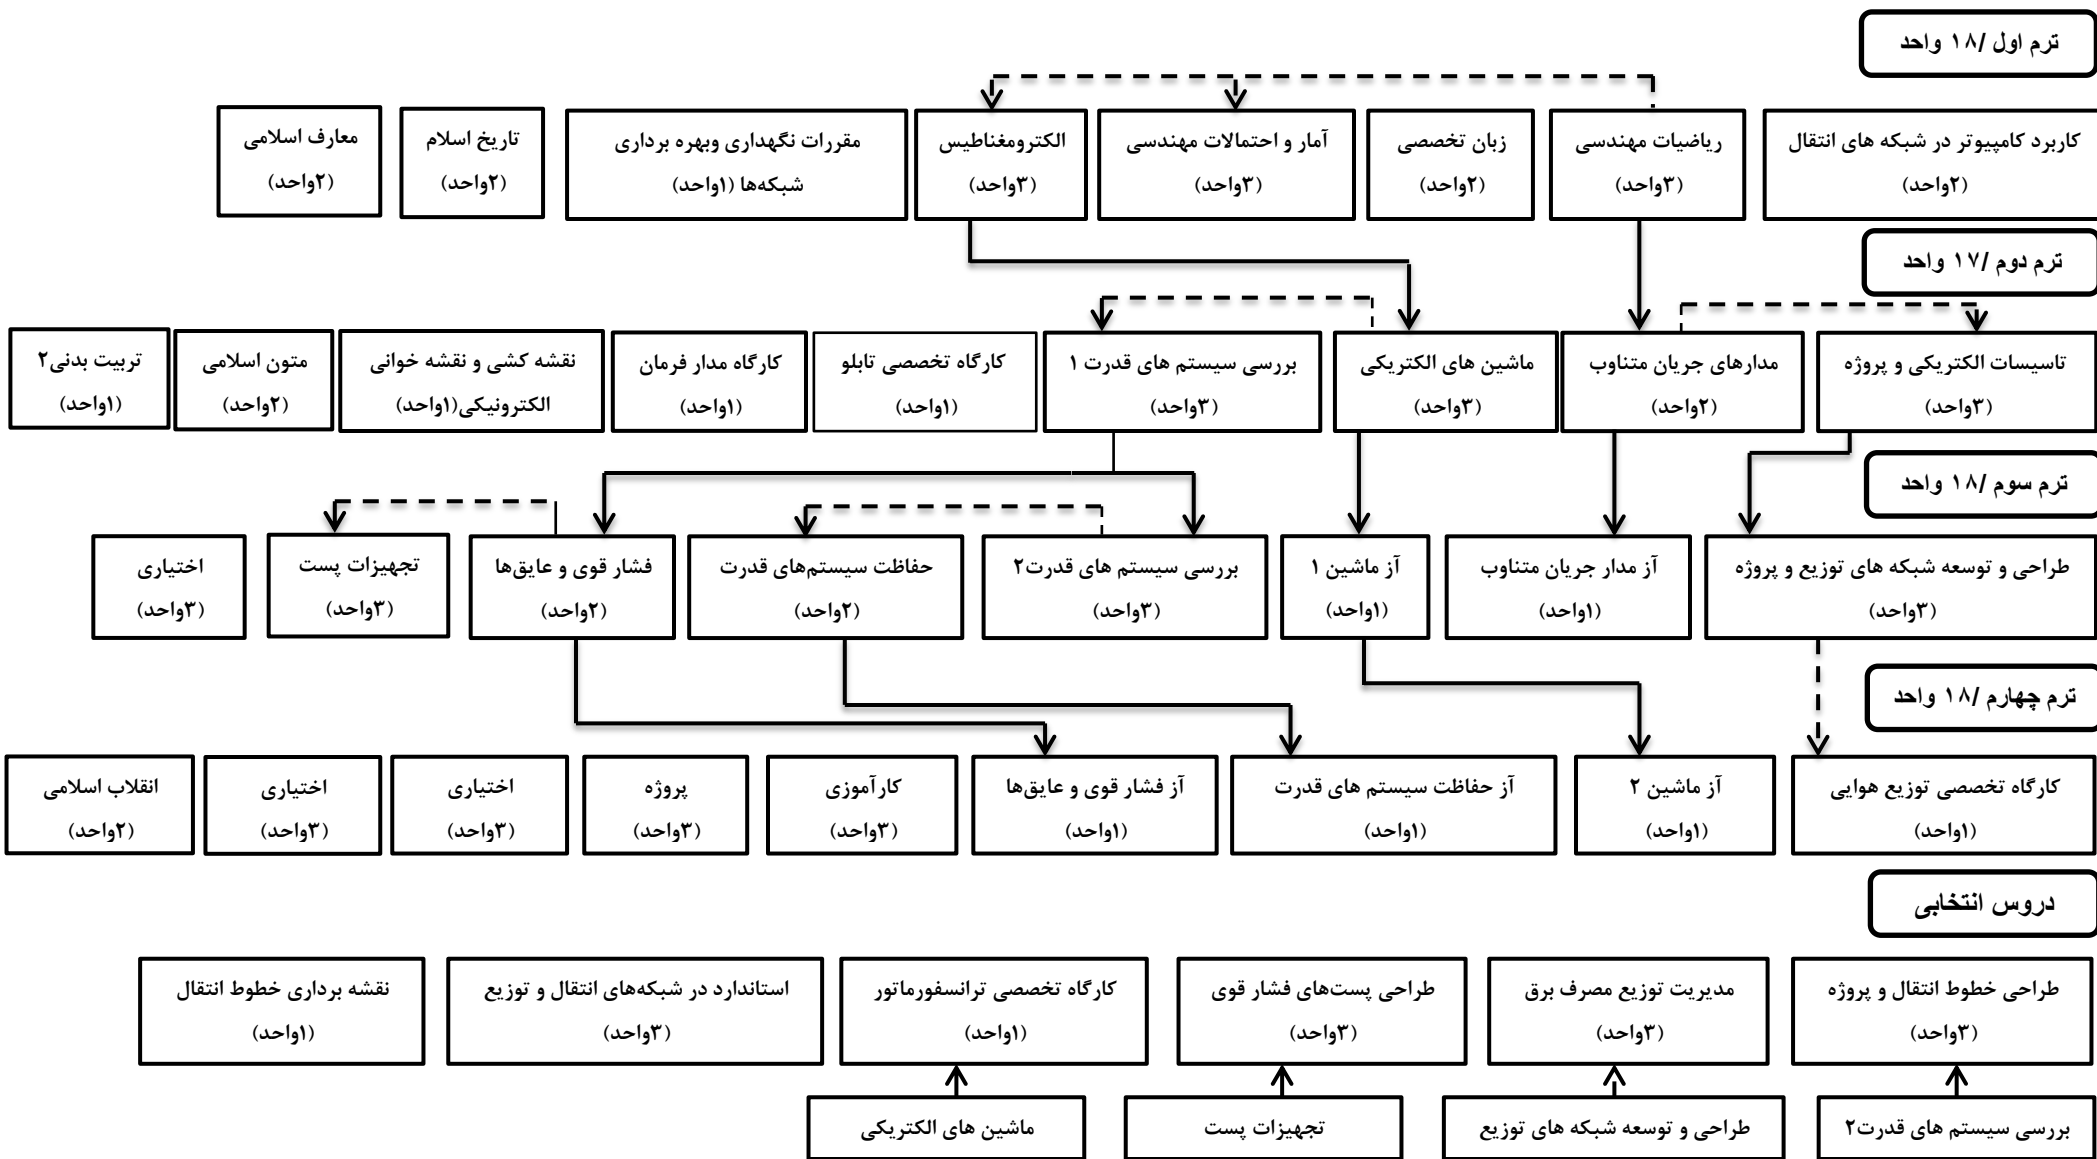 ترم اول /۱۸ واحد
کاربرد کامپیوتر در شبکه های انتقال
(۲واحد)
ریاضیات مهندسی
(۳واحد)
زبان تخصصی
(۲واحد)
آمار و احتمالات مهندسی
(۳واحد)
الکترومغناطیس
(۳واحد)
مقررات نگهداری وبهره برداری
شبکه‌ها (۱واحد)
تاریخ اسلام
(۲واحد)
معارف اسلامی
(۲واحد)
ترم دوم /۱۷ واحد
تاسیسات الکتریکی و پروژه
(۳واحد)
مدارهای جریان متناوب
(۲واحد)
ماشین های الکتریکی
(۳واحد)
بررسی سیستم های قدرت ۱
(۳واحد)
کارگاه تخصصی تابلو
(۱واحد)
کارگاه مدار فرمان
(۱واحد)
نقشه کشی و نقشه خوانی
الکترونیکی(۱واحد)
متون اسلامی
(۲واحد)
تربیت بدنی۲
(۱واحد)
ترم سوم /۱۸ واحد
طراحی و توسعه شبکه های توزیع و پروژه
(۳واحد)
آز مدار جریان متناوب
(۱واحد)
آز ماشین ۱
(۱واحد)
بررسی سیستم های قدرت۲
(۳واحد)
حفاظت سیستم‌های قدرت
(۲واحد)
فشار قوی و عایق‌ها
(۲واحد)
تجهیزات پست
(۳واحد)
اختیاری
(۳واحد)
ترم چهارم /۱۸ واحد
کارگاه تخصصی توزیع هوایی
(۱واحد)
آز ماشین ۲
(۱واحد)
آز حفاظت سیستم های قدرت
(۱واحد)
آز فشار قوی و عایق‌ها
(۱واحد)
کارآموزی
(۳واحد)
پروژه
(۳واحد)
اختیاری
(۳واحد)
اختیاری
(۳واحد)
انقلاب اسلامی
(۲واحد)
دروس انتخابی
طراحی خطوط انتقال و پروژه
(۳واحد)
مدیریت توزیع مصرف برق
(۳واحد)
طراحی پست‌های فشار قوی
(۳واحد)
کارگاه تخصصی ترانسفورماتور
(۱واحد)
استاندارد در شبکه‌های انتقال و توزیع
(۳واحد)
نقشه برداری خطوط انتقال
(۱واحد)
بررسی سیستم های قدرت۲
طراحی و توسعه شبکه های توزیع
تجهیزات پست
ماشین های الکتریکی